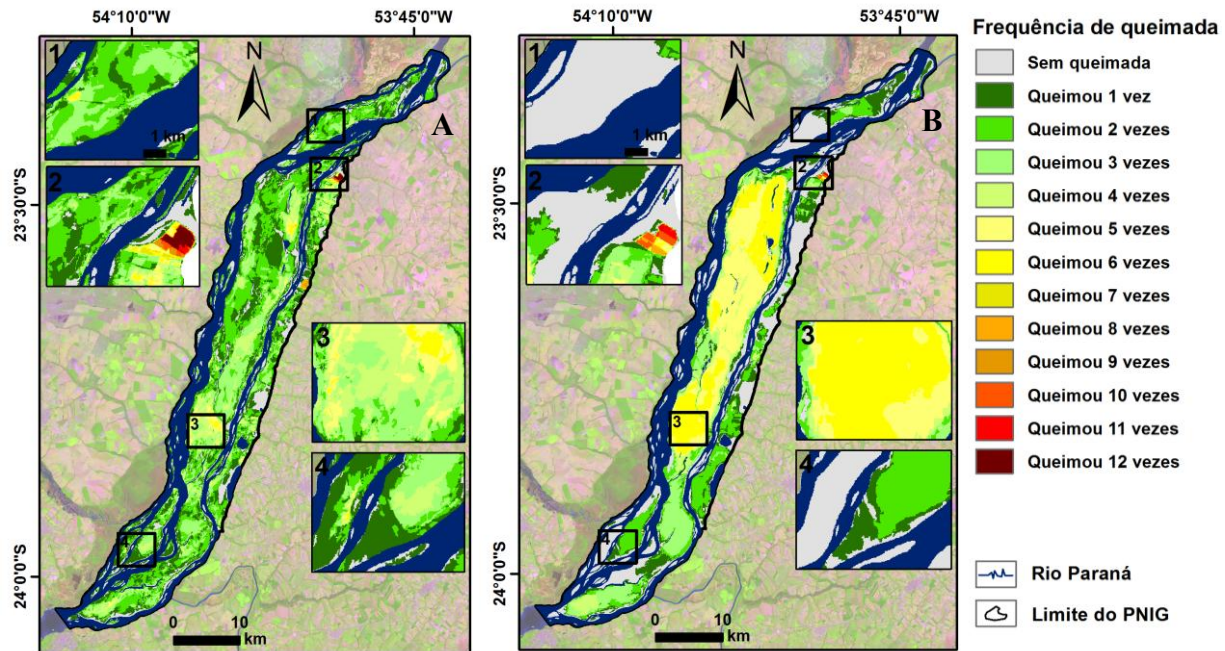 54°10'0"W
53°45'0"W
54°10'0"W
53°45'0"W
Frequência de queimada
Sem queimada
Queimou 1 vez
Queimou 2 vezes
Queimou 3 vezes
Queimou 4 vezes
Queimou 5 vezes
Queimou 6 vezes
Queimou 7 vezes
Queimou 8 vezes
Queimou 9 vezes
Queimou 10 vezes
Queimou 11 vezes
Queimou 12 vezes
Rio Paraná
Limite do PNIG
1
N
A
1
1 km
2
2
3
3
4
4
23°30'0"S
24°0'0"S
0 10
km
1
N
B
1
1 km
2
2
3
3
4
4
23°30'0"S
24°0'0"S
0 10
km